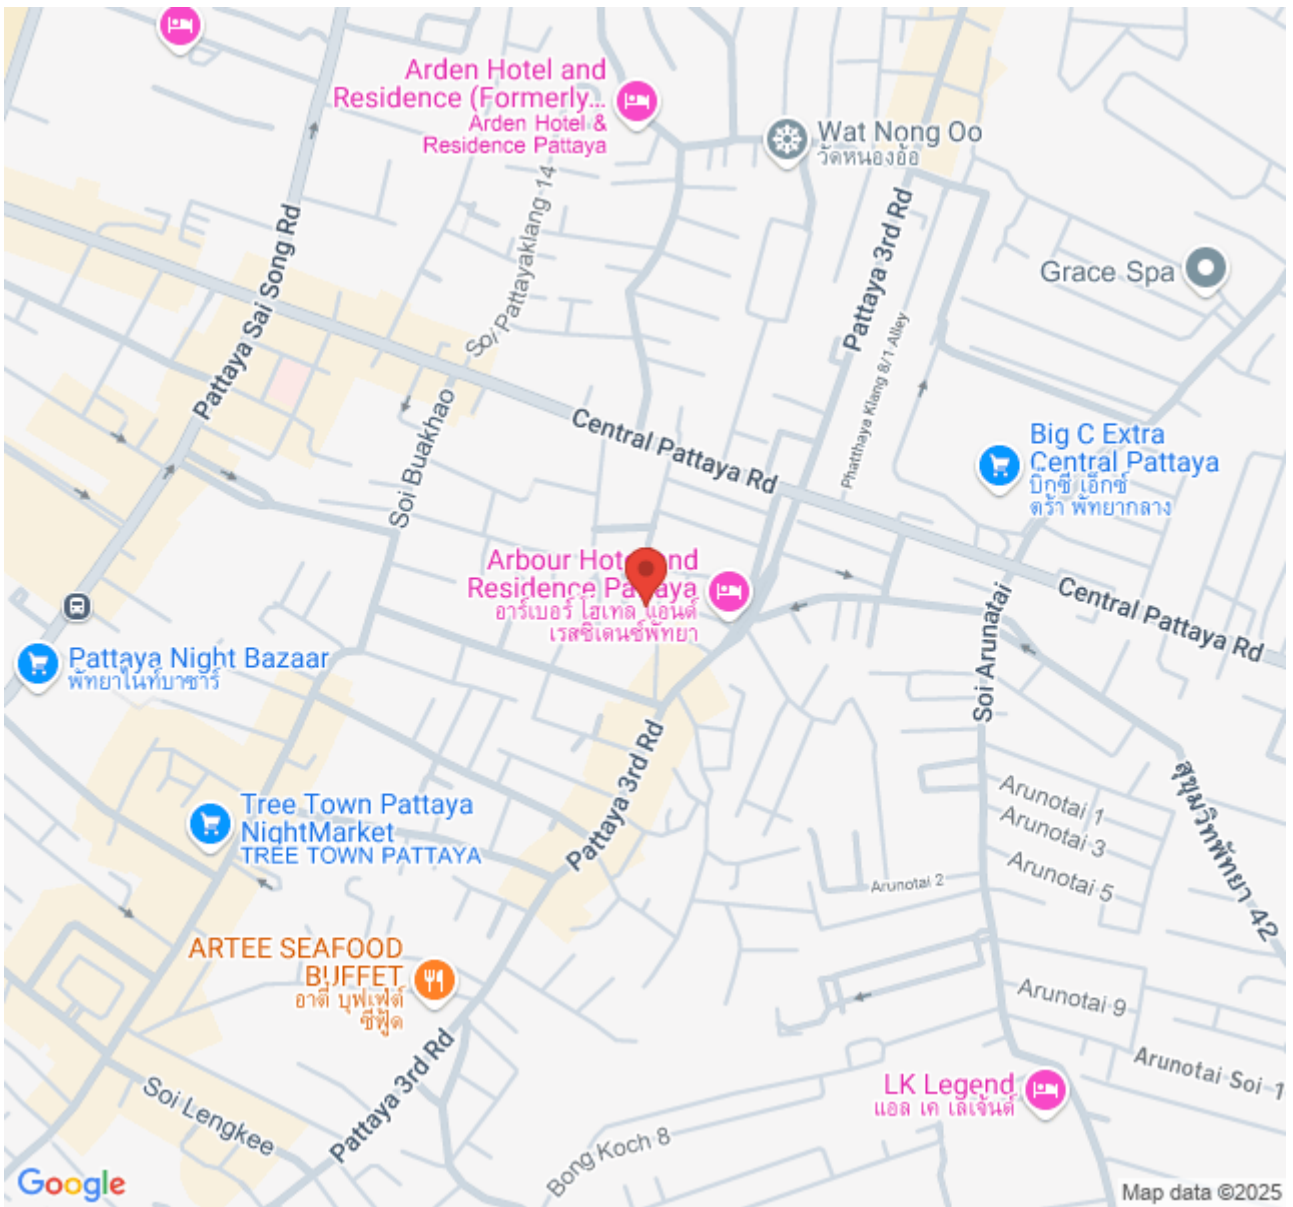 Arden Hotel and
Residence (Formerly...
Arden Hotel &
Residence Pattaya
Wat Nong Oo
วัดหนองอ้อ
Pattaya 3rd Rd
Soi Pattayaklang 14
Pattaya Sai Song Rd
Grace Spa
Phatthaya Klang 8/1 Alley
Soi Buakhao
Central Pattaya Rd
Big C Extra
Central Pattaya
บิ๊กซี เอ็กซ์
ตร้า พัทยากลาง
Arbour Hotel and
Residence Pattaya
อาร์เบอร์ โฮเทล แอนด์
เรสซิเดนซ์พัทยา
Central Pattaya Rd
Soi Arunatai
Pattaya Night Bazaar
พัทยาไนท์บาซาร์
Pattaya 3rd Rd
สุขุมวิทพัทยา 42
Arunotai 1
Arunotai 3
Arunotai 5
Tree Town Pattaya
NightMarket
TREE TOWN PATTAYA
Arunotai 2
ARTEE SEAFOOD
BUFFET
อาตี๋ บุฟเฟ่ต์
ซีฟู้ด
Arunotai 9
Arunotai Soi 1
Pattaya 3rd Rd
LK Legend
แอล เค เลเจ้นด์
Soi Lengkee
Bong Koch 8
Google
Map data ©2025